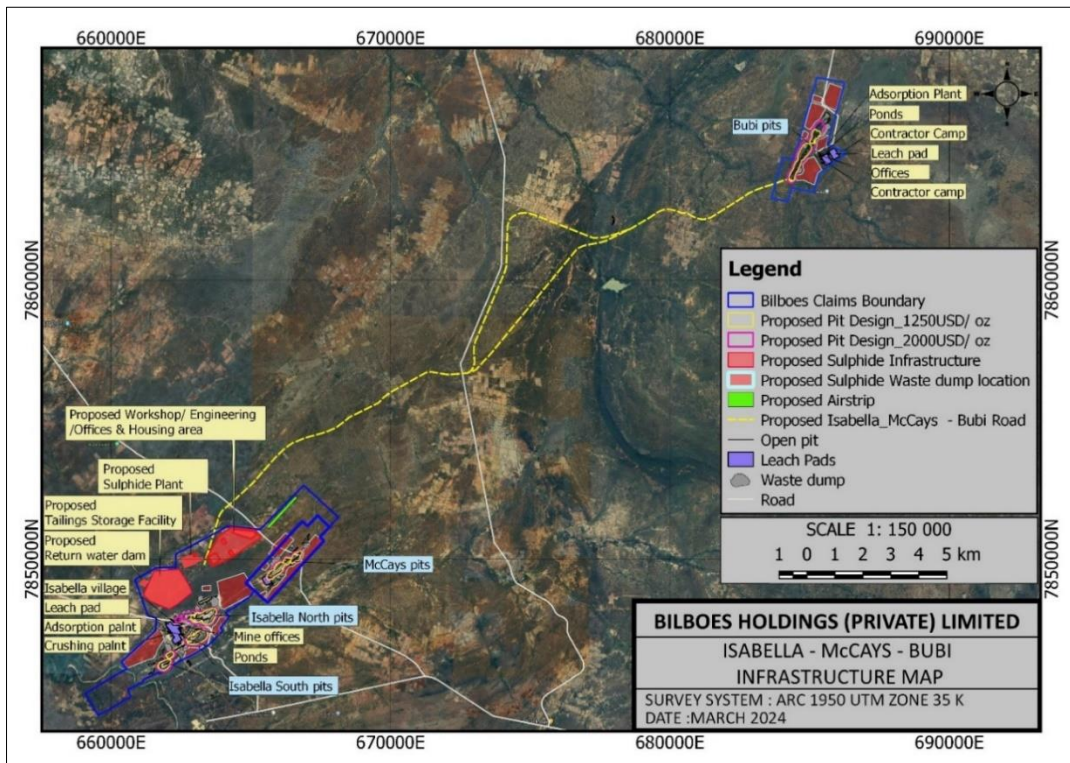 660000E 670000E 680000E 690000E
Adsorption Plant
Ponds
Bubi pits
Contractor Camp
Leach pad
Offices
Contractor camp
7860000N
7860000N
Legend
Bilboes Claims Boundary
Proposed Pit Design_1250USD/ oz
Proposed Pit Design_2000USD/ oz
Proposed Sulphide Infrastructure
Proposed Sulphide Waste dump location
Proposed Airstrip
Proposed Isabella_McCays - Bubi Road
Open pit
Leach Pads
Waste dump
Road
Proposed Workshop/ Engineering
/Offices & Housing area
Proposed
Sulphide Plant
Proposed
Tailings Storage Facility
Proposed
Return water dam
7850000N
7850000N
SCALE 1: 150 000
1 0 1 2 3 4 5 km
McCays pits
Isabella village
Leach pad
Adsorption palnt
Crushing palnt
Isabella North pits
Mine offices
Ponds
Isabella South pits
BILBOES HOLDINGS (PRIVATE) LIMITED
ISABELLA - McCAYS - BUBI
INFRASTRUCTURE MAP
SURVEY SYSTEM : ARC 1950 UTM ZONE 35 K
DATE :MARCH 2024
660000E 670000E 680000E 690000E